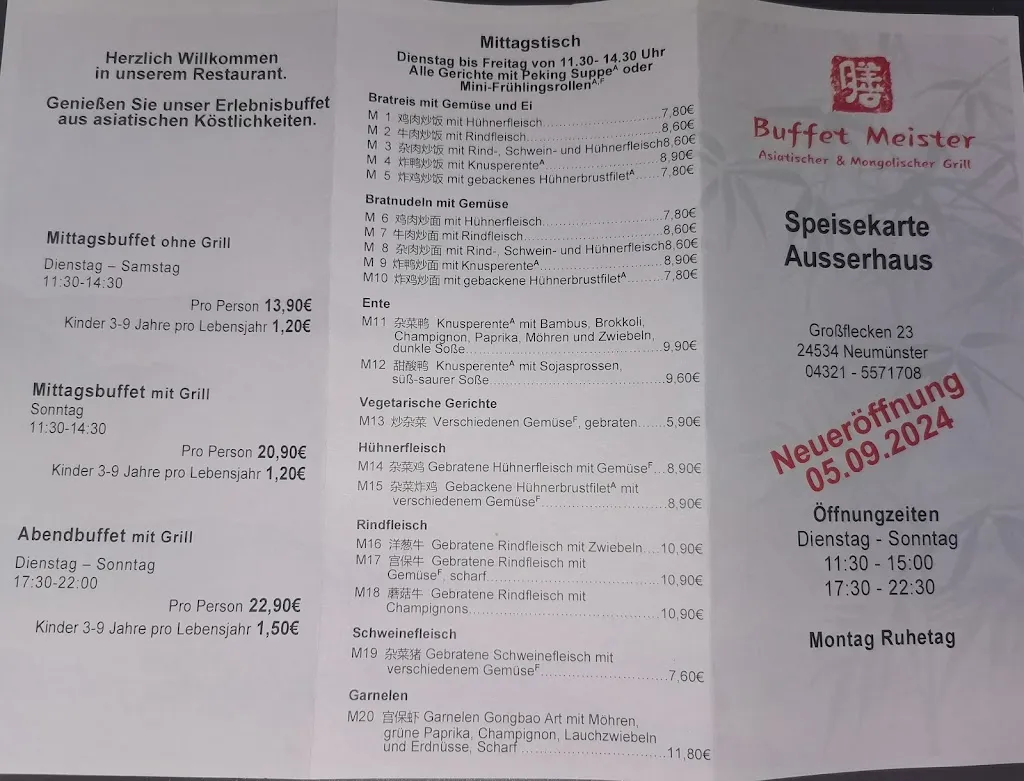 Herzlich Willkommen
in unserem Restaurant.
Genießen Sie unser Erlebnisbuffet
aus asiatischen Köstlichkeiten.
Mittagsbuffet ohne Grill
Dienstag – Samstag
11:30-14:30
Pro Person 13,90€
Kinder 3-9 Jahre pro Lebensjahr 1,20€
Mittagsbuffet mit Grill
Sonntag
11:30-14:30
Pro Person 20,90€
Kinder 3-9 Jahre pro Lebensjahr 1,20€
Abendbuffet mit Grill
Dienstag – Sonntag
17:30-22:00
Pro Person 22,90€
Kinder 3-9 Jahre pro Lebensjahr 1,50€
Mittagstisch
Dienstag bis Freitag von 11.30- 14.30 Uhr
Alle Gerichte mit Peking Suppe^A oder
Mini-Frühlingsrollen^A,F
Bratreis mit Gemüse und Ei
M 1 鸡肉炒饭 mit Hühnerfleisch......7,80€
M 2 牛肉炒饭 mit Rindfleisch......8,60€
M 3 杂肉炒饭 mit Rind-, Schwein- und Hühnerfleisch8,60€
M 4 炸鸭炒饭 mit Knusperente^A......8,90€
M 5 炸鸡炒饭 mit gebackenes Hühnerbrustfilet^A......7,80€
Bratnudeln mit Gemüse
M 6 鸡肉炒面 mit Hühnerfleisch......7,80€
M 7 牛肉炒面 mit Rindfleisch......8,60€
M 8 杂肉炒面 mit Rind-, Schwein- und Hühnerfleisch8,60€
M 9 炸鸭炒面 mit Knusperente^A......8,90€
M10 炸鸡炒面 mit gebackene Hühnerbrustfilet^A......7,80€
Ente
M11 杂菜鸭 Knusperente^A mit Bambus, Brokkoli,
Champignon, Paprika, Möhren und Zwiebeln,
dunkle Soße......9,90€
M12 甜酸鸭 Knusperente^A mit Sojasprossen,
süß-saurer Soße......9,60€
Vegetarische Gerichte
M13 炒杂菜 Verschiedenen Gemüse^F, gebraten......5,90€
Hühnerfleisch
M14 杂菜鸡 Gebratene Hühnerfleisch mit Gemüse^F...8,90€
M15 杂菜炸鸡 Gebackene Hühnerbrustfilet^A mit
verschiedenem Gemüse^F......8,90€
Rindfleisch
M16 洋葱牛 Gebratene Rindfleisch mit Zwiebeln....10,90€
M17 宫保牛 Gebratene Rindfleisch mit
Gemüse^F, scharf......10,90€
M18 蘑菇牛 Gebratene Rindfleisch mit
Champignons......10,90€
Schweinefleisch
M19 杂菜猪 Gebratene Schweinefleisch mit
verschiedenem Gemüse^F......7,60€
Garnelen
M20 宫保虾 Garnelen Gongbao Art mit Möhren,
grüne Paprika, Champignon, Lauchzwiebeln
und Erdnüsse, Scharf......11,80€
膳
Buffet Meister
Asiatischer & Mongolischer Grill
Speisekarte
Ausserhaus
Großflecken 23
24534 Neumünster
04321 - 5571708
Neueröffnung
05.09.2024
Öffnungzeiten
Dienstag - Sonntag
11:30 - 15:00
17:30 - 22:30
Montag Ruhetag